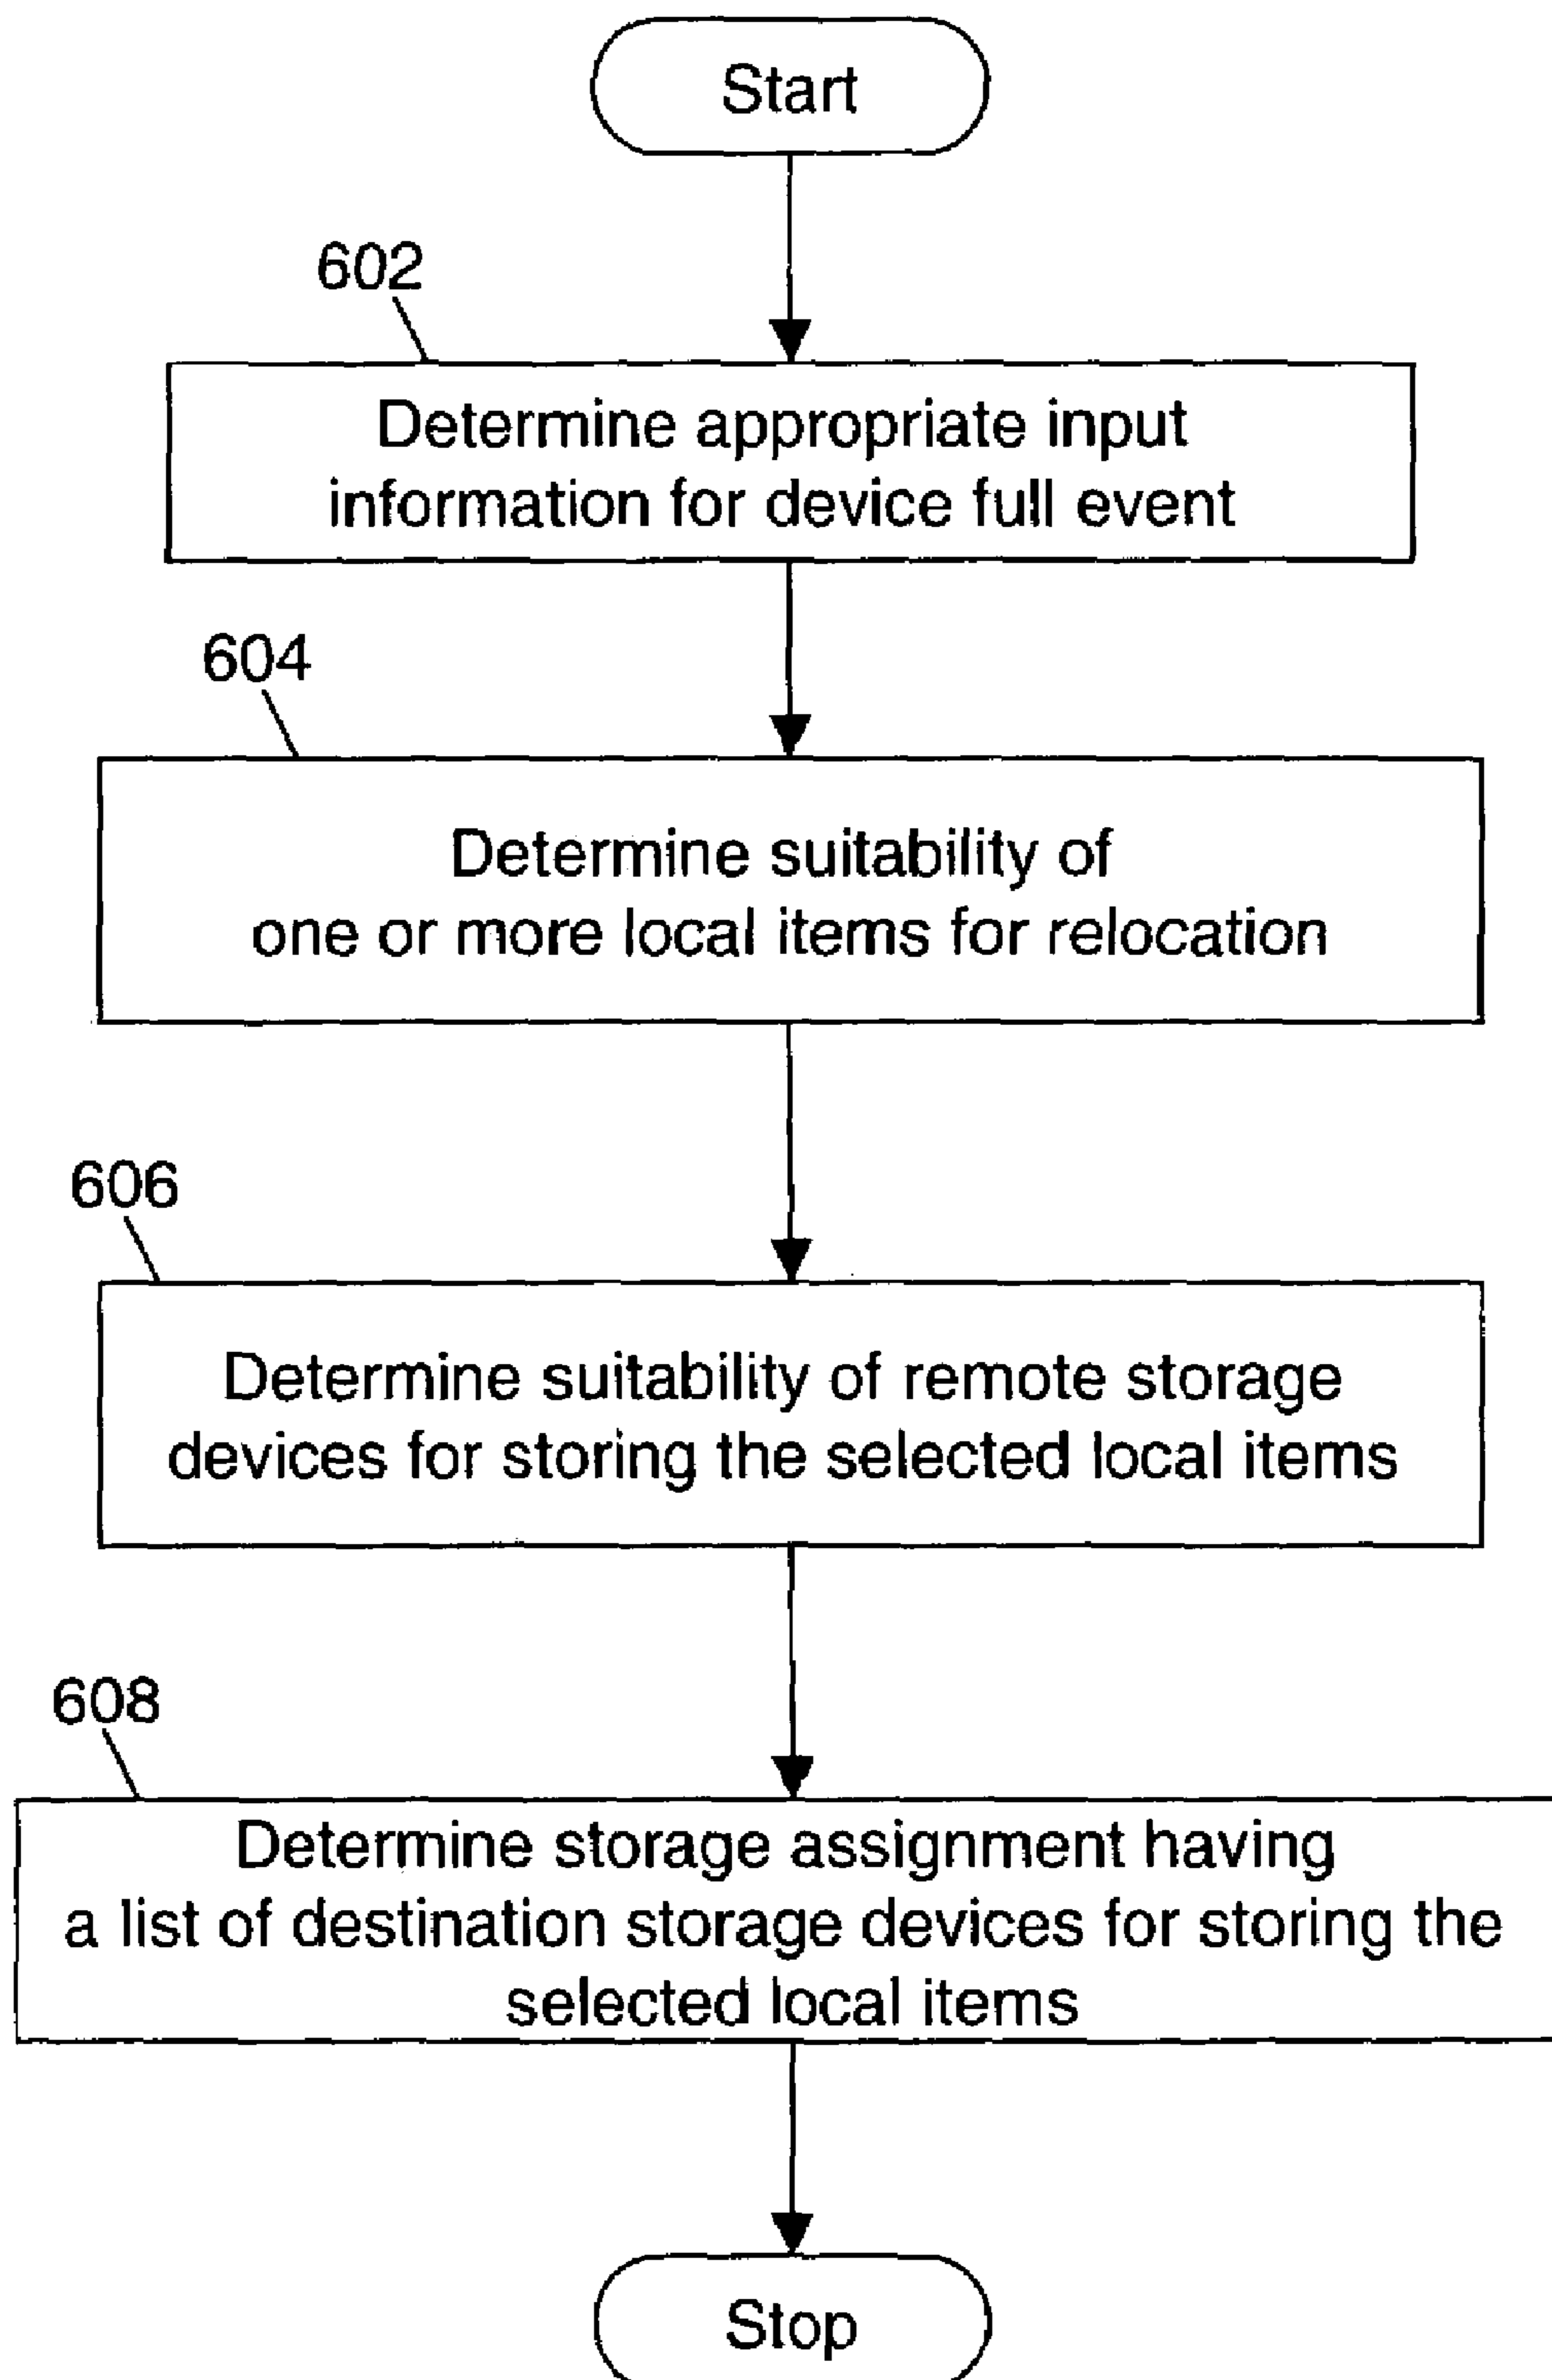 Start
602
Determine appropriate input
information for device full event
604
Determine suitability of
one or more local items for relocation
606
Determine suitability of remote storage
devices for storing the selected local items
608
Determine storage assignment having
a list of destination storage devices for storing the
selected local items
Stop